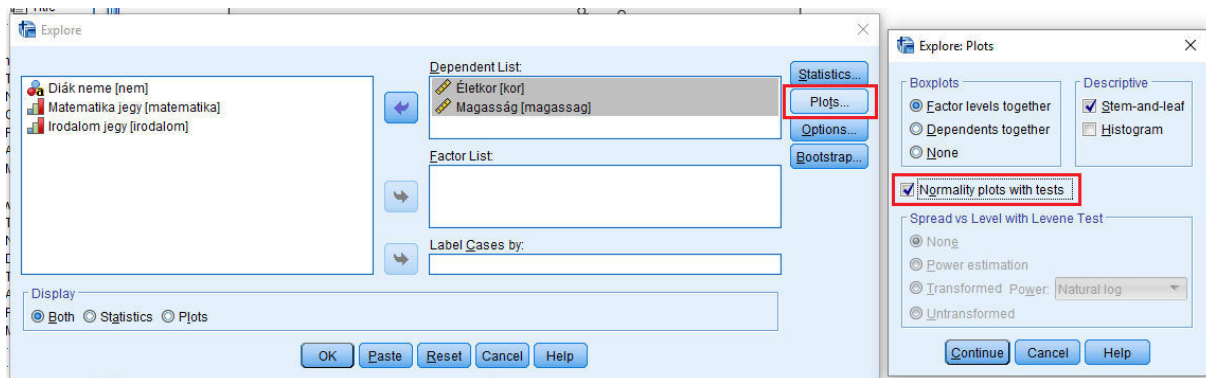 Explore
Diák neme [nem]
Matematika jegy [matematika]
Irodalom jegy [irodalom]
Dependent List:
Életkor [kor]
Magasság [magassag]
Factor List:
Label Cases by:
Statistics...
Plots...
Options...
Bootstrap...
Display
Both Statistics Plots
OK Paste Reset Cancel Help
Explore: Plots
Boxplots
Factor levels together
Dependents together
None
Descriptive
Stem-and-leaf
Histogram
Normality plots with tests
Spread vs Level with Levene Test
None
Power estimation
Transformed Power: Natural log
Untransformed
Continue Cancel Help